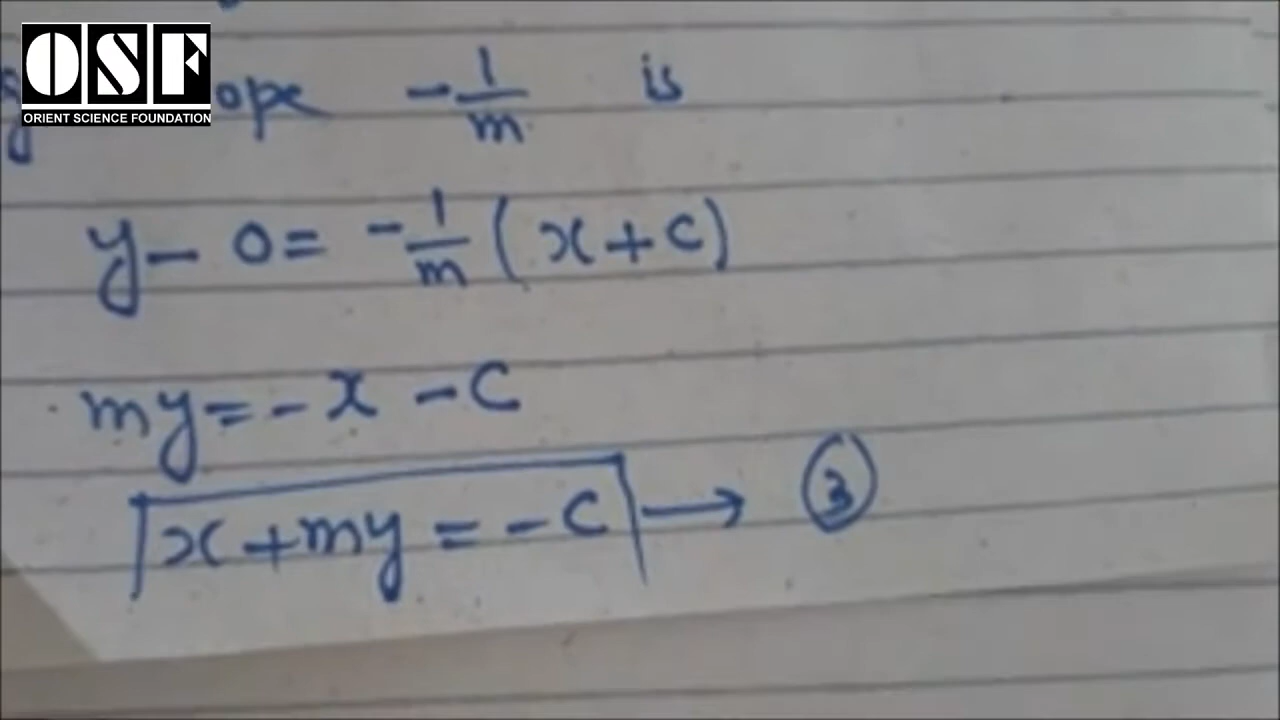 OSF
ORIENT SCIENCE FOUNDATION
ope -1/m is
y - 0 = -1/m (x + c)
my = -x - c
x + my = -c → ③